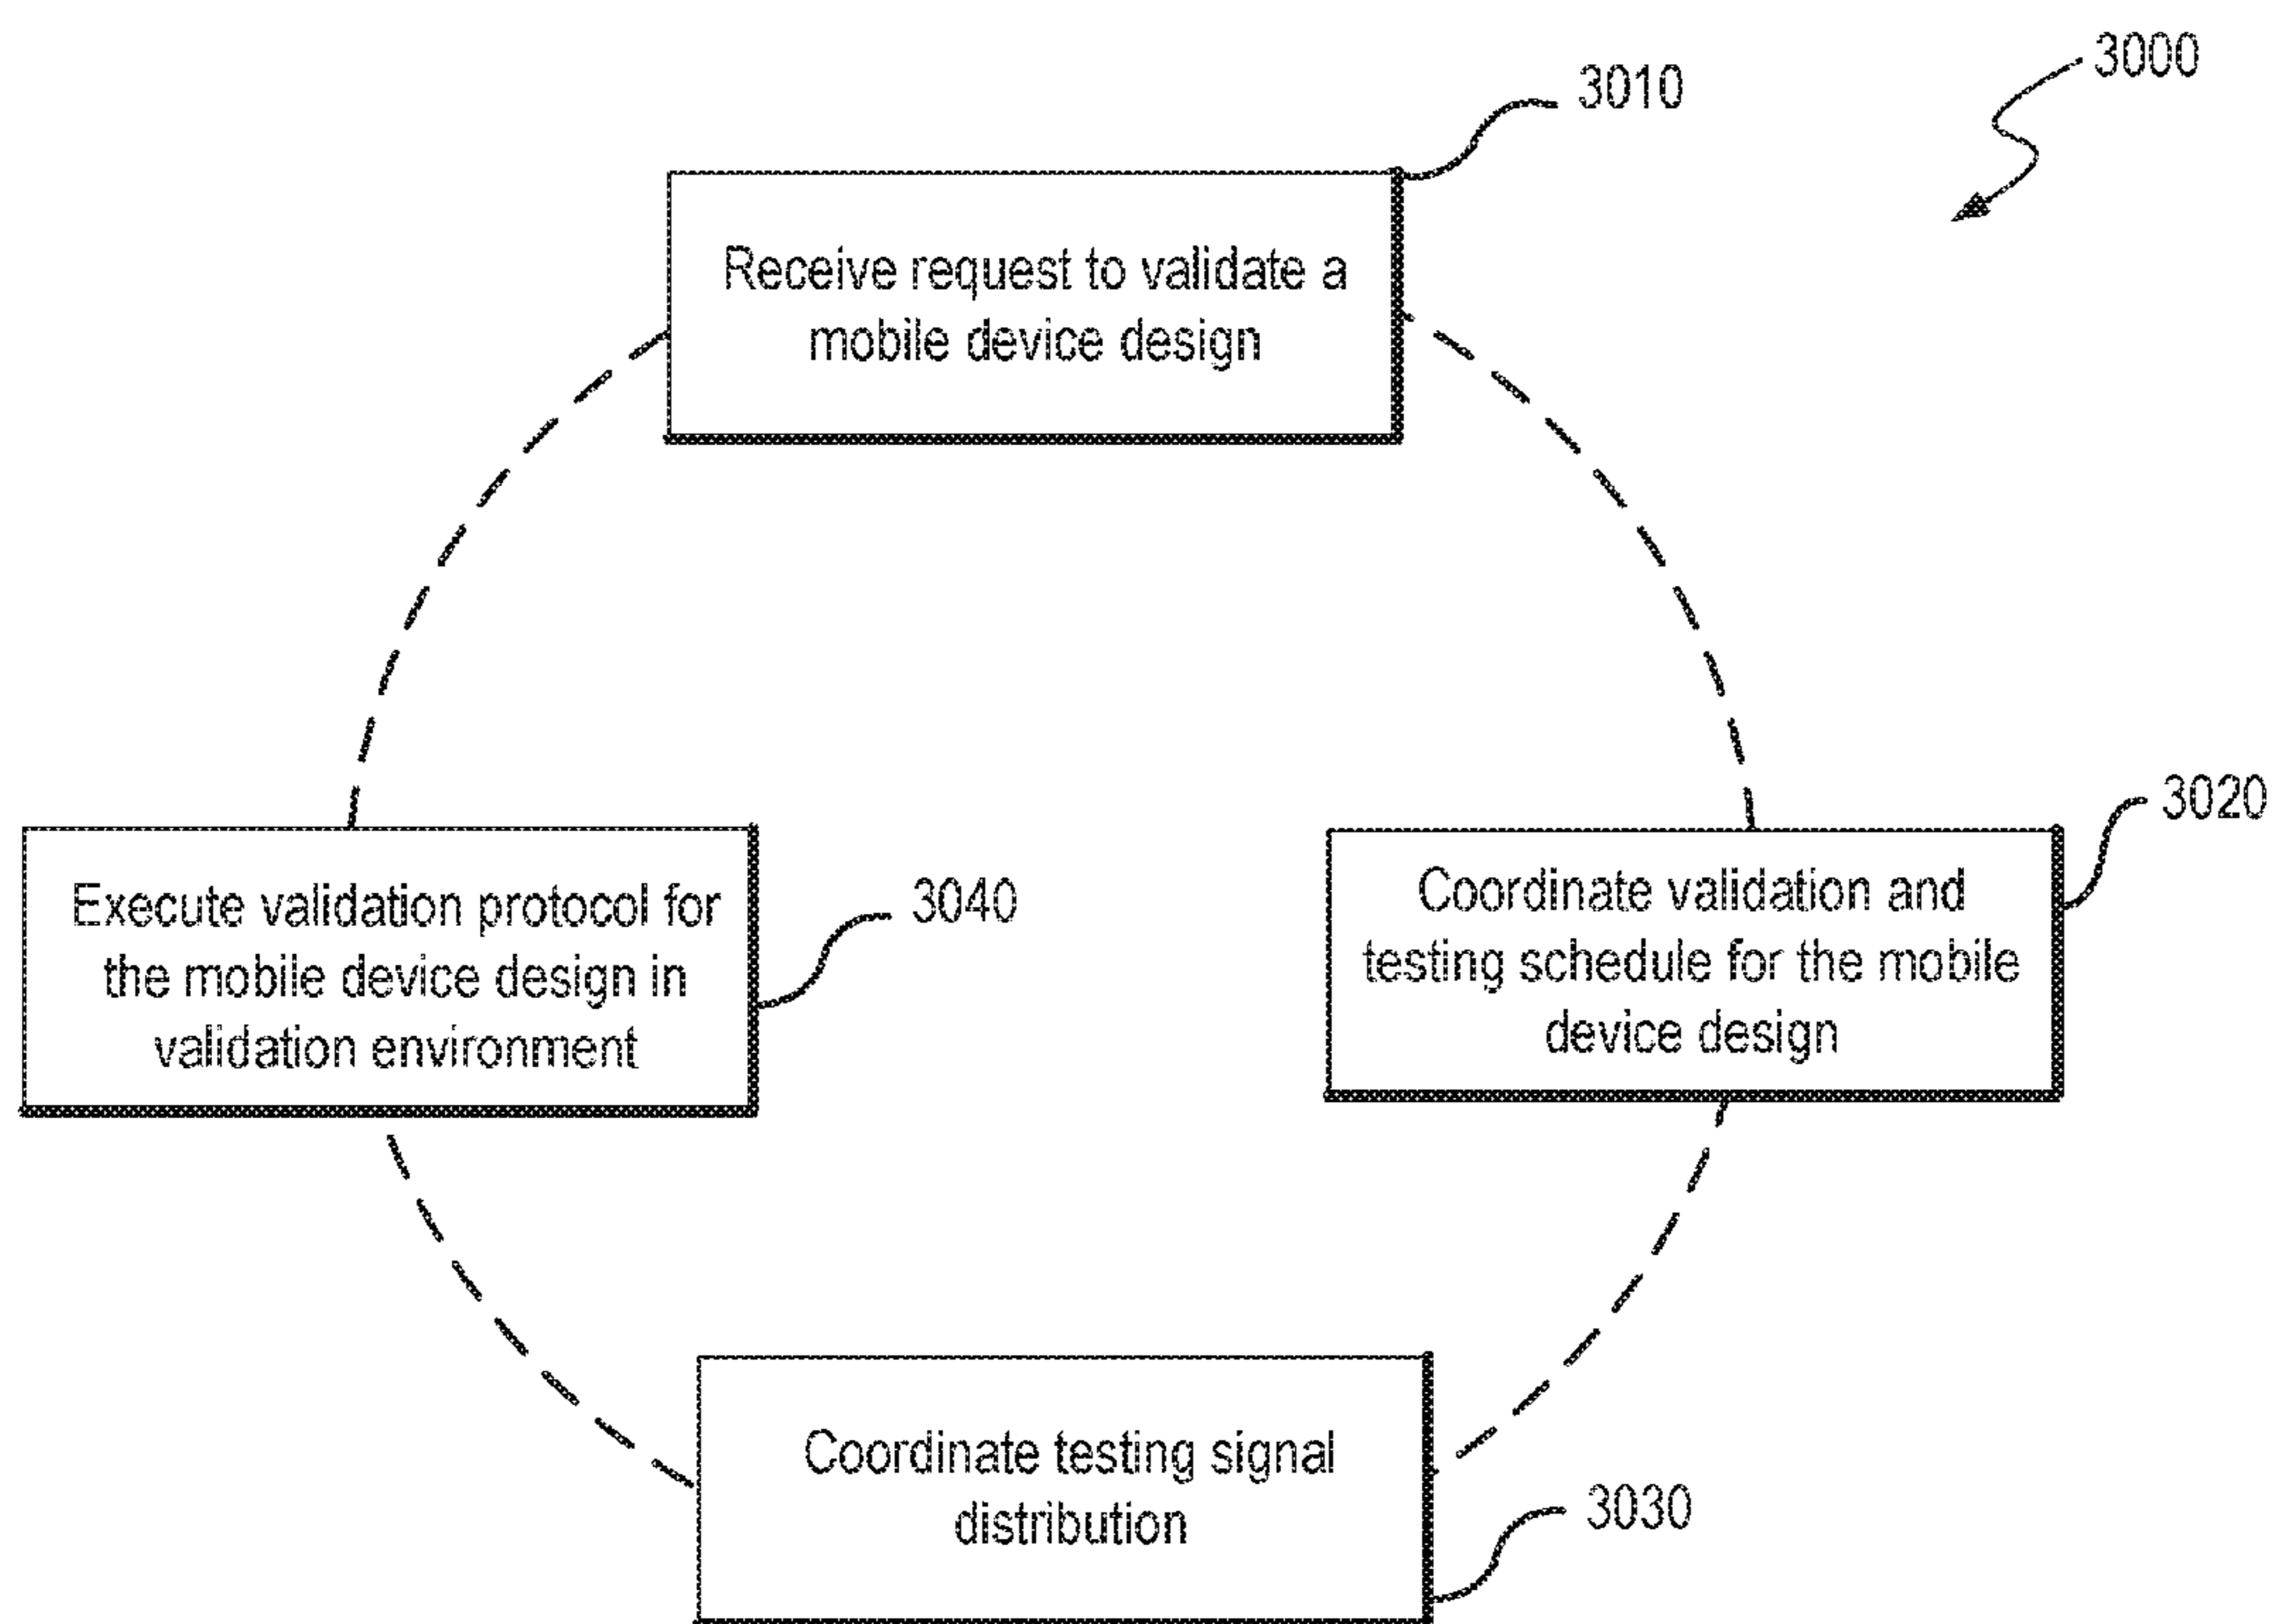 3000
3010
Receive request to validate a
mobile device design
3020
Coordinate validation and
testing schedule for the mobile
device design
3040
Execute validation protocol for
the mobile device design in
validation environment
Coordinate testing signal
distribution
3030